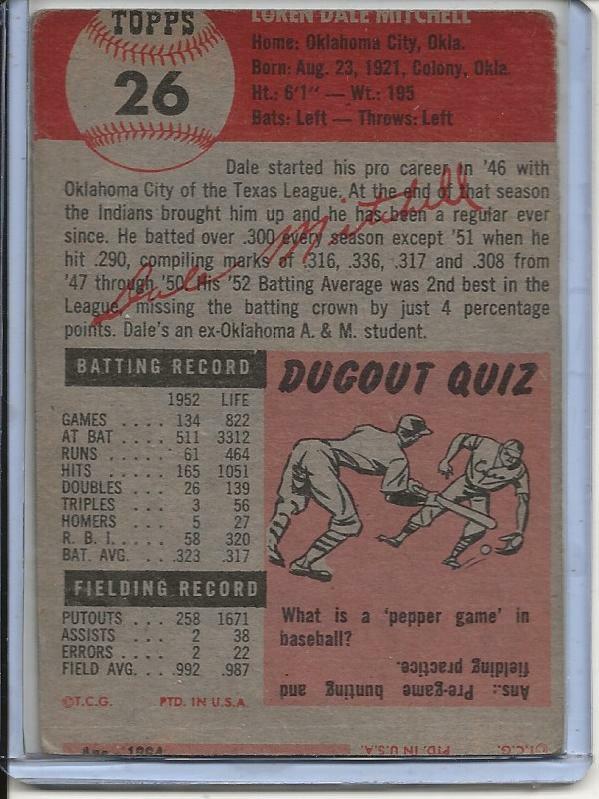 TOPPS
26
LOREN DALE MITCHELL
Home: Oklahoma City, Okla.
Born: Aug. 23, 1921, Colony, Okla.
Ht.: 6'1" — Wt.: 195
Bats: Left — Throws: Left
Dale started his pro career in '46 with
Oklahoma City of the Texas League. At the end of that season
the Indians brought him up and he has been a regular ever
since. He batted over .300 every season except '51 when he
hit .290, compiling marks of .316, .336, .317 and .308 from
'47 through '50. His '52 Batting Average was 2nd best in the
League, missing the batting crown by just 4 percentage
points. Dale's an ex-Oklahoma A. & M. student.
Dale Mitchell
BATTING RECORD
1952 LIFE
GAMES .... 134 822
AT BAT .... 511 3312
RUNS .... 61 464
HITS .... 165 1051
DOUBLES ... 26 139
TRIPLES ... 3 56
HOMERS ... 5 27
R. B. I. .... 58 320
BAT. AVG. ... .323 .317
FIELDING RECORD
PUTOUTS ... 258 1671
ASSISTS ... 2 38
ERRORS ... 2 22
FIELD AVG. .. .992 .987
©T.C.G. PTD. IN U.S.A.
DUGOUT QUIZ
What is a 'pepper game' in
baseball?
Ans.: Pre-game bunting and
fielding practice.
©T.C.G. PTD. IN U.S.A.